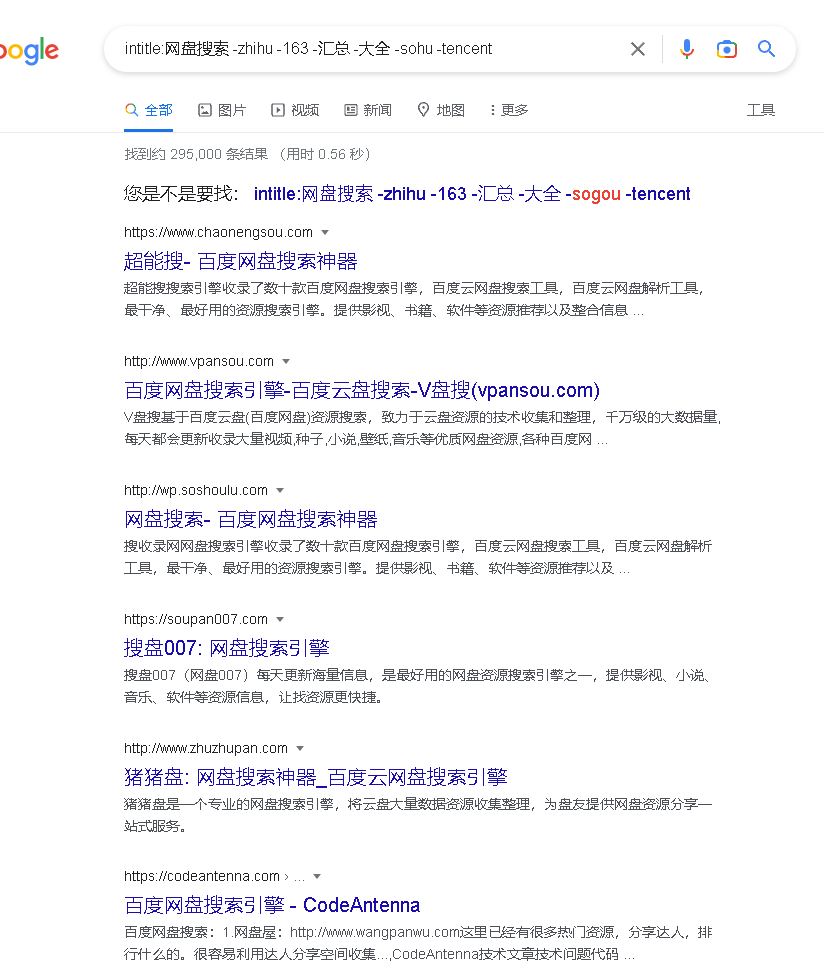 oogle
intitle:网盘搜索 -zhihu -163 -汇总 -大全 -sohu -tencent
全部 图片 视频 新闻 地图 更多 工具
找到约 295,000 条结果 （用时 0.56 秒）
您是不是要找： intitle:网盘搜索 -zhihu -163 -汇总 -大全 -sogou -tencent
https://www.chaonengsou.com
超能搜- 百度网盘搜索神器
超能搜搜索引擎收录了数十款百度网盘搜索引擎，百度云网盘搜索工具，百度云网盘解析工具，
最干净、最好用的资源搜索引擎。提供影视、书籍、软件等资源推荐以及整合信息 ...
http://www.vpansou.com
百度网盘搜索引擎-百度云盘搜索-V盘搜(vpansou.com)
V盘搜基于百度云盘(百度网盘)资源搜索，致力于云盘资源的技术收集和整理，千万级的大数据量,
每天都会更新收录大量视频,种子,小说,壁纸,音乐等优质网盘资源,各种百度网 ...
http://wp.soshoulu.com
网盘搜索- 百度网盘搜索神器
搜收录网网盘搜索引擎收录了数十款百度网盘搜索引擎，百度云网盘搜索工具，百度云网盘解析
工具，最干净、最好用的资源搜索引擎。提供影视、书籍、软件等资源推荐以及 ...
https://soupan007.com
搜盘007: 网盘搜索引擎
搜盘007（网盘007）每天更新海量信息，是最好用的网盘资源搜索引擎之一，提供影视、小说、
音乐、软件等资源信息，让找资源更快捷。
http://www.zhuzhupan.com
猪猪盘: 网盘搜索神器_百度云网盘搜索引擎
猪猪盘是一个专业的网盘搜索引擎，将云盘大量数据资源收集整理，为盘友提供网盘资源分享一
站式服务。
https://codeantenna.com › ...
百度网盘搜索引擎 - CodeAntenna
百度网盘搜索：1.网盘屋：http://www.wangpanwu.com这里已经有很多热门资源，分享达人，排
行什么的。很容易利用达人分享空间收集...,CodeAntenna技术文章技术问题代码 ...